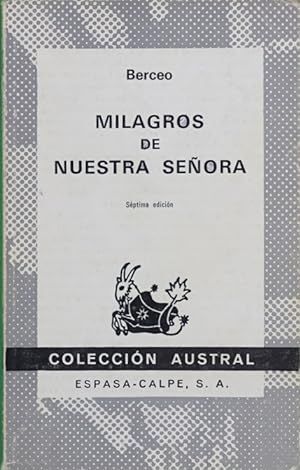 Berceo
MILAGROS
DE
NUESTRA SEÑORA
Séptima edición
COLECCIÓN AUSTRAL
ESPASA-CALPE, S. A.